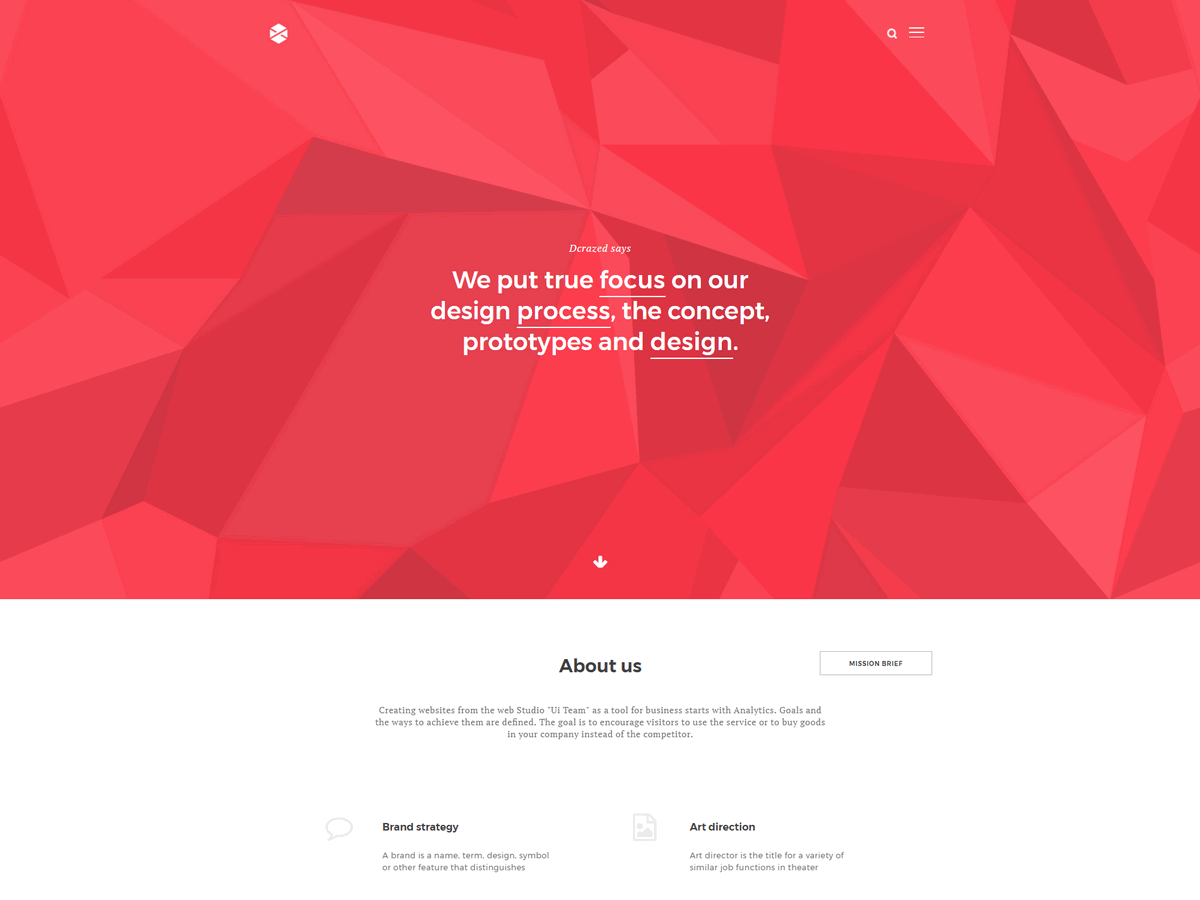 Dcrazed says
We put true focus on our
design process, the concept,
prototypes and design.
About us
MISSION BRIEF
Creating websites from the web Studio "Ui Team" as a tool for business starts with Analytics. Goals and
the ways to achieve them are defined. The goal is to encourage visitors to use the service or to buy goods
in your company instead of the competitor.
Brand strategy
A brand is a name, term, design, symbol
or other feature that distinguishes
Art direction
Art director is the title for a variety of
similar job functions in theater